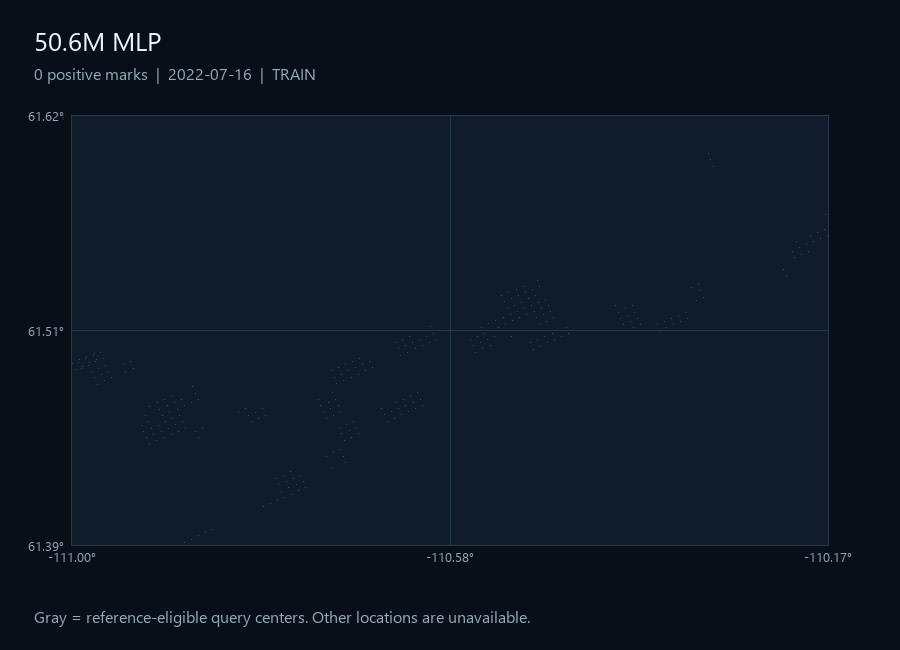 50.6M MLP
0 positive marks | 2022-07-16 | TRAIN
61.62°
61.51°
61.39°
-111.00° -110.58° -110.17°
Gray = reference-eligible query centers. Other locations are unavailable.